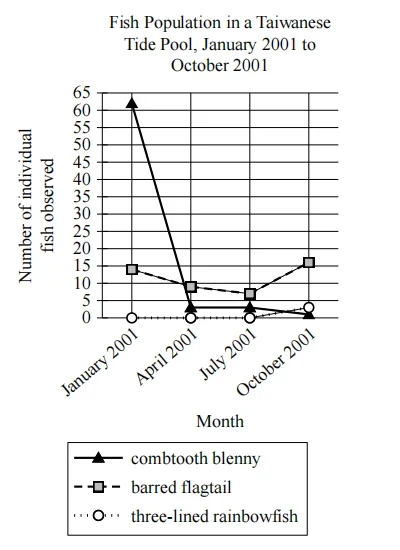 Fish Population in a Taiwanese
Tide Pool, January 2001 to
October 2001
Number of individual
fish observed
65
60
55
50
45
40
35
30
25
20
15
10
5
0
January 2001
April 2001
July 2001
October 2001
Month
combtooth blenny
barred flagtail
three-lined rainbowfish